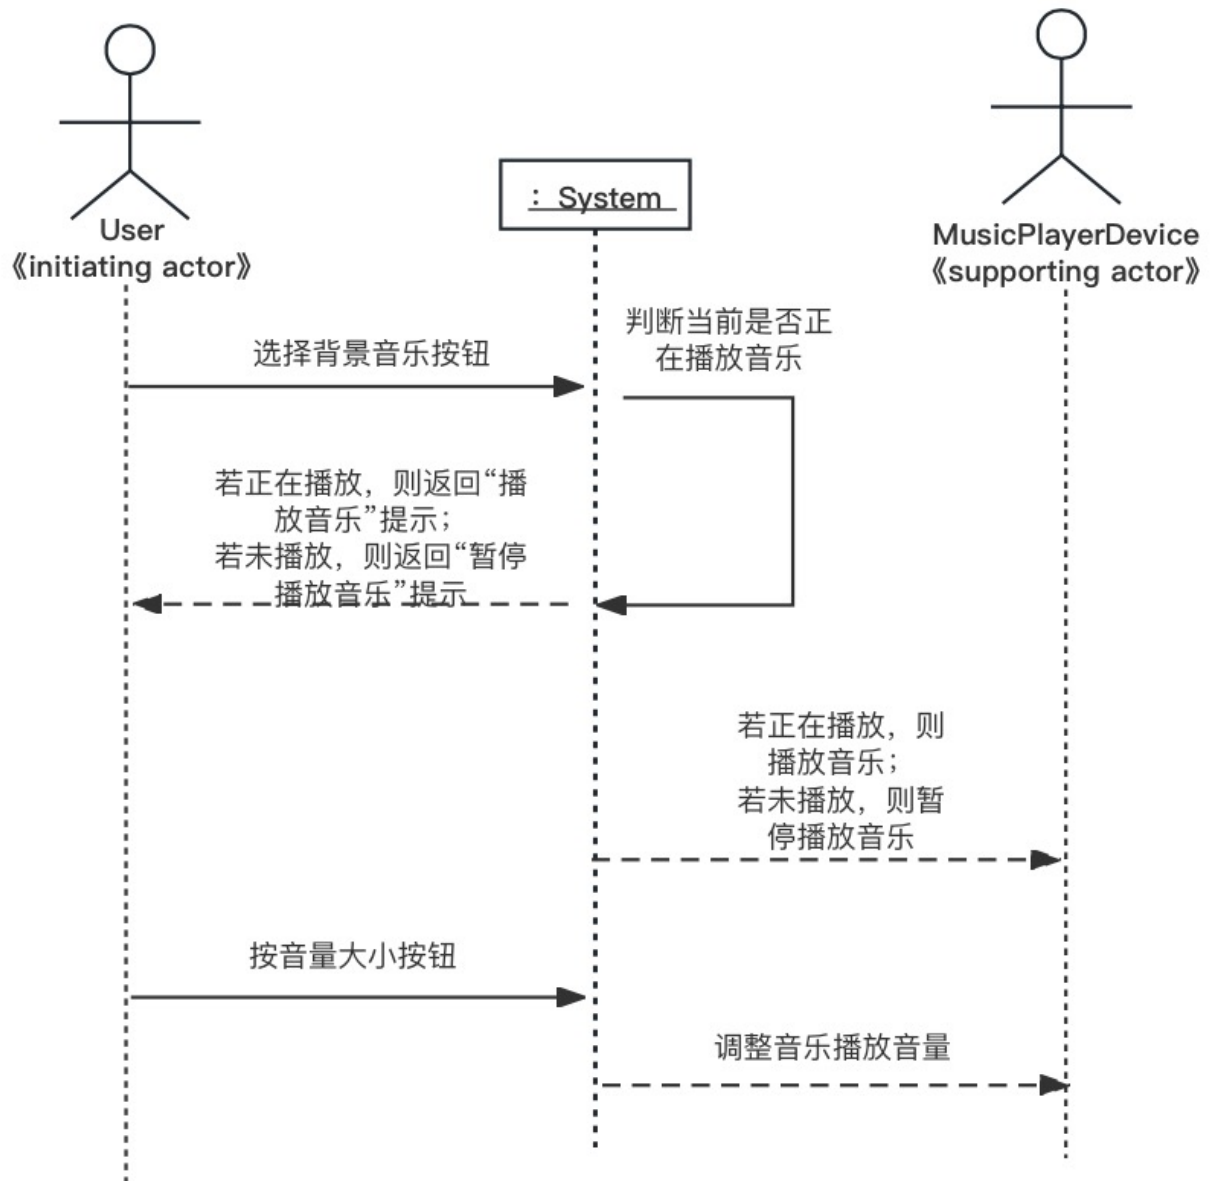 User
《initiating actor》
：System
MusicPlayerDevice
《supporting actor》
选择背景音乐按钮
判断当前是否正
在播放音乐
若正在播放，则返回“播
放音乐”提示；
若未播放，则返回“暂停
播放音乐”提示
若正在播放，则
播放音乐；
若未播放，则暂
停播放音乐
按音量大小按钮
调整音乐播放音量